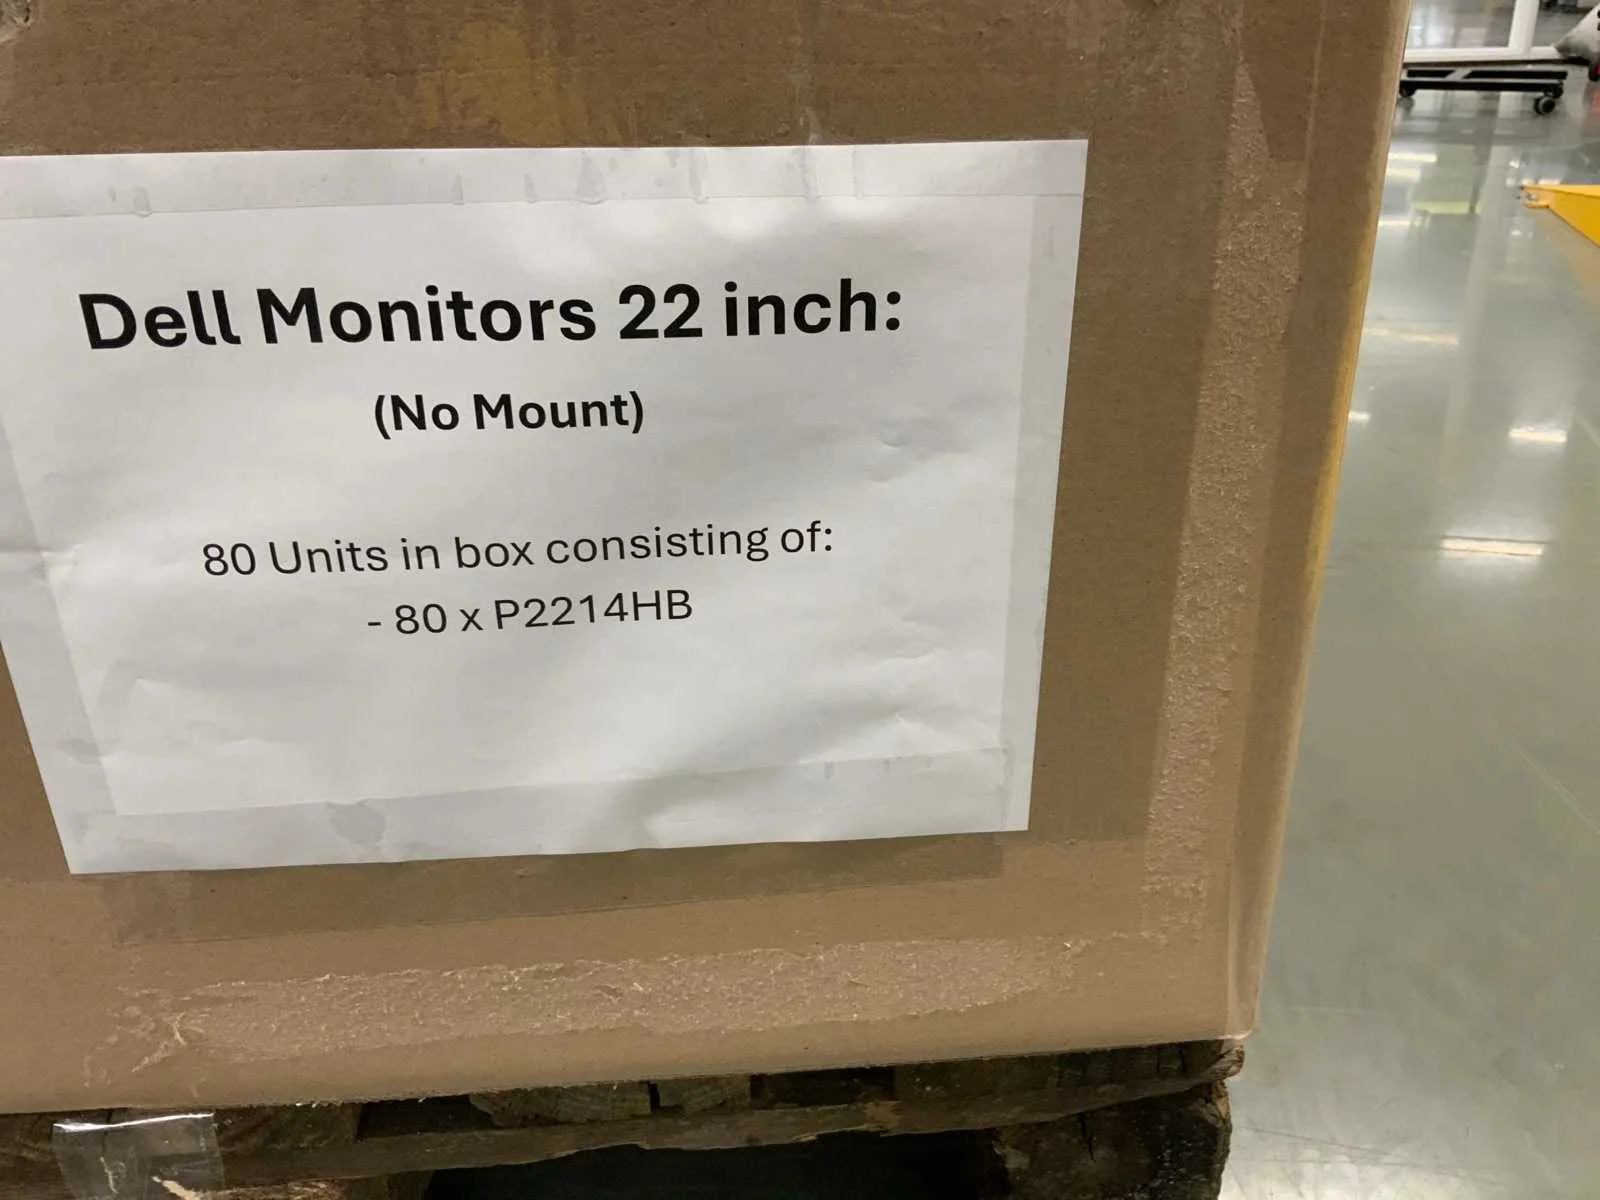 Dell Monitors 22 inch:
(No Mount)
80 Units in box consisting of:
- 80 x P2214HB